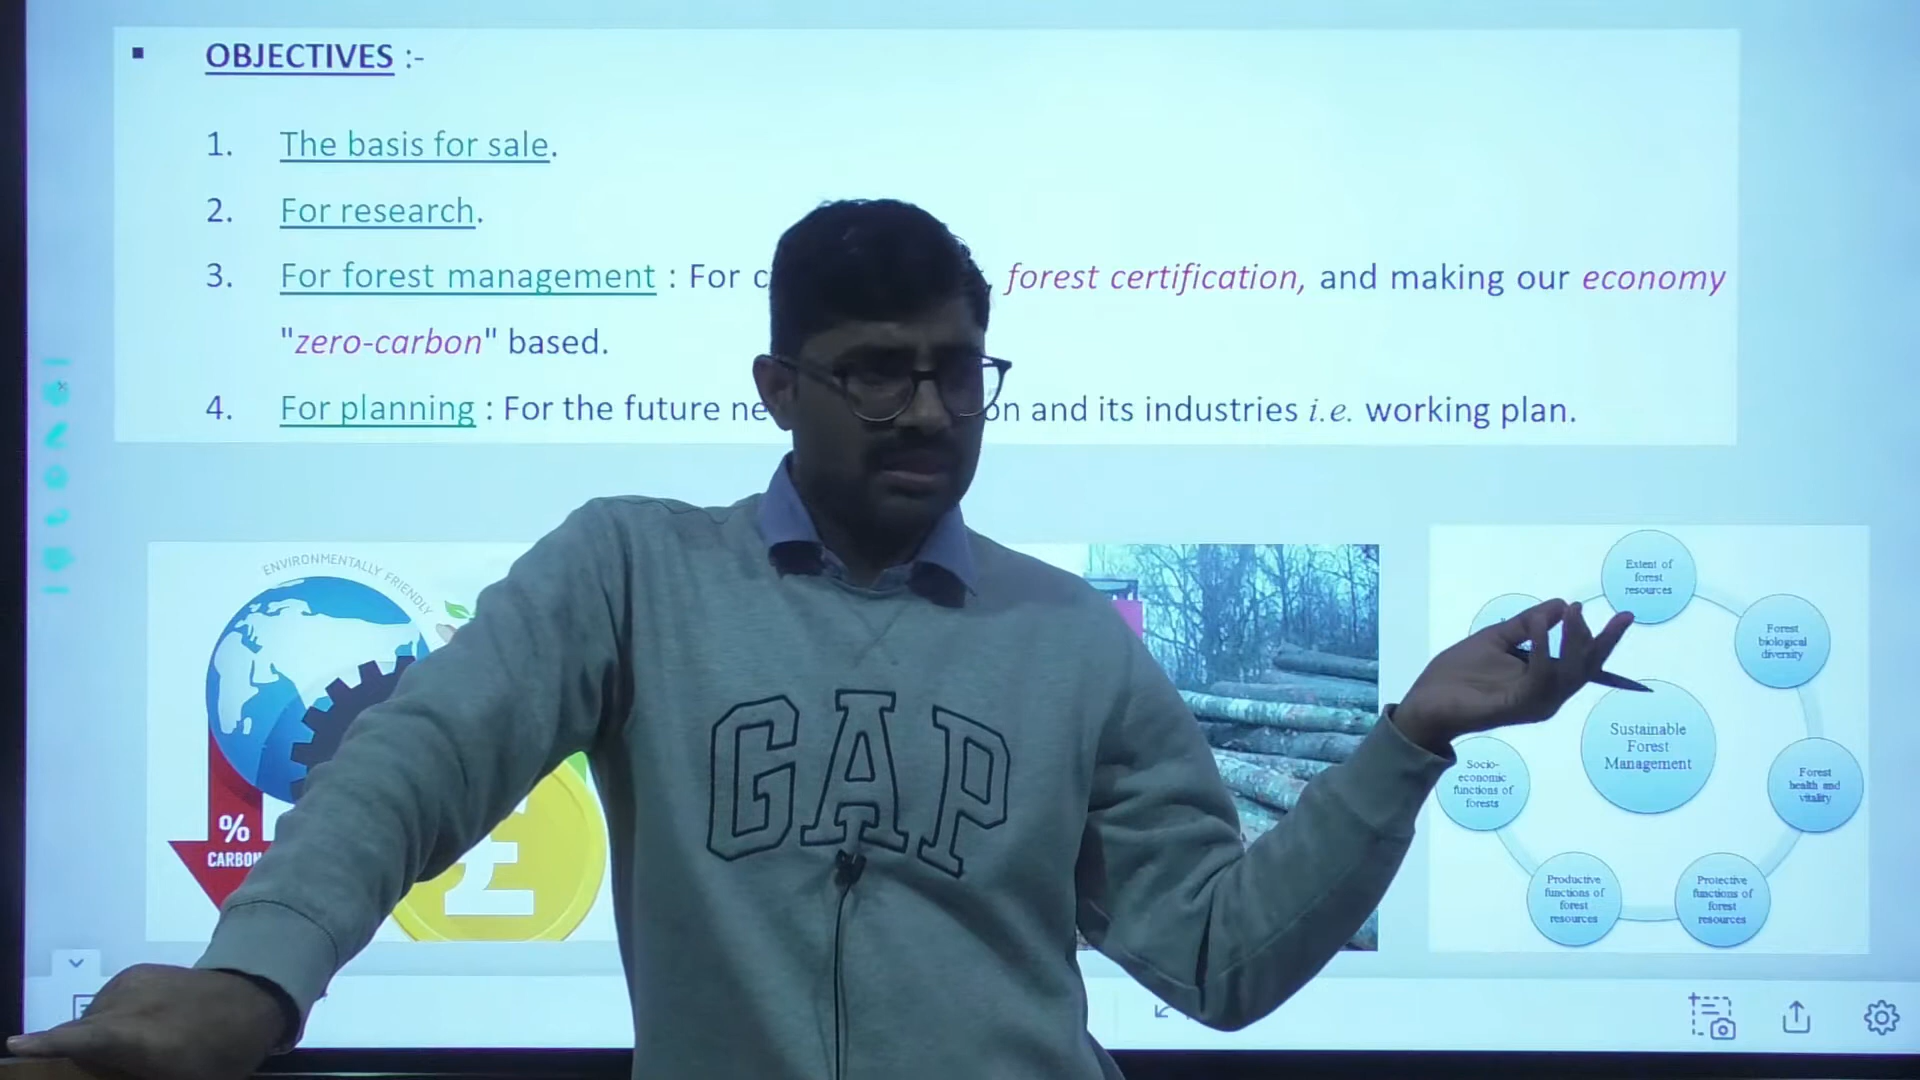 OBJECTIVES :-
1. The basis for sale.
2. For research.
3. For forest management : For forest certification, and making our economy
"zero-carbon" based.
4. For planning : For the future and its industries i.e. working plan.
ENVIRONMENTALLY FRIENDLY
%
CARBON
£
GAP
Extent of
forest
resources
Forest
biological
diversity
Sustainable
Forest
Management
Socio-
economic
functions of
forests
Forest
health and
vitality
Productive
functions of
forest
resources
Protective
functions of
forest
resources